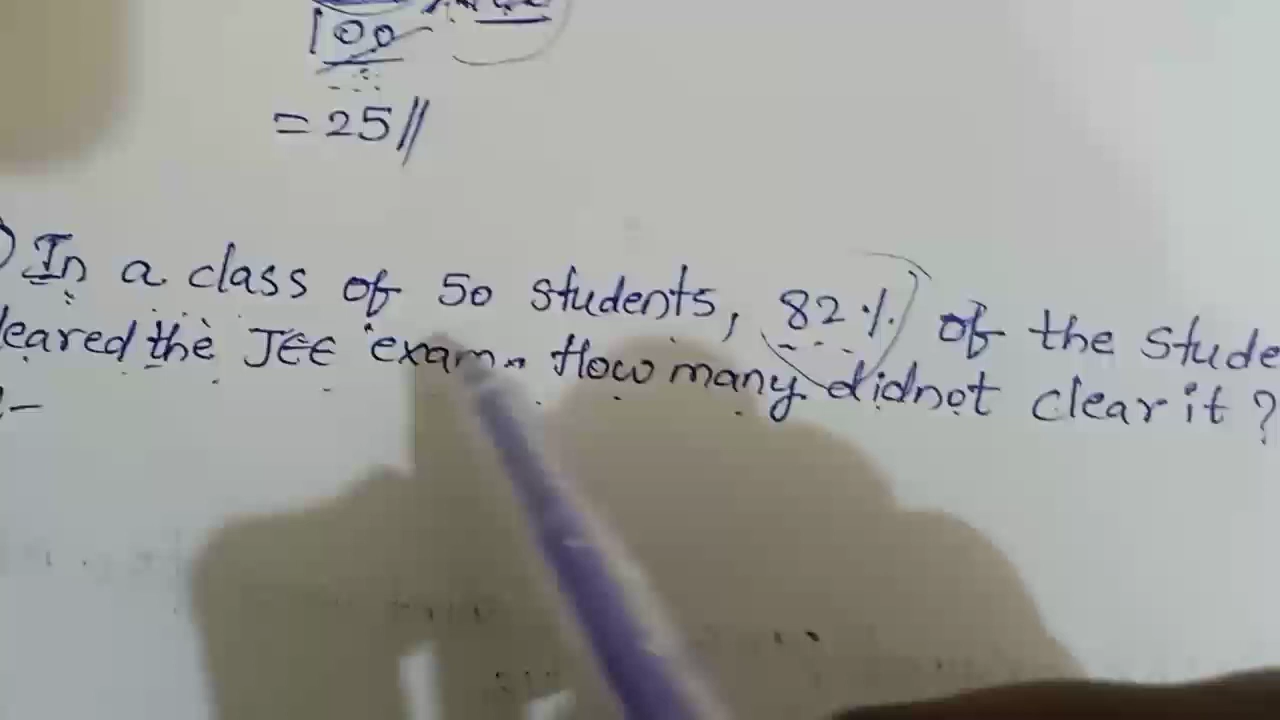 100
= 25//
In a class of 50 students, 82% of the stude
leared the JEE exam. How many didnot clear it ?
:-